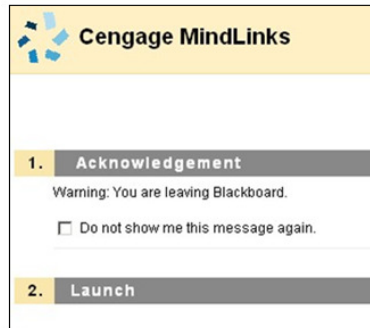 Cengage MindLinks
1. Acknowledgement
Warning: You are leaving Blackboard.
Do not show me this message again.
2. Launch